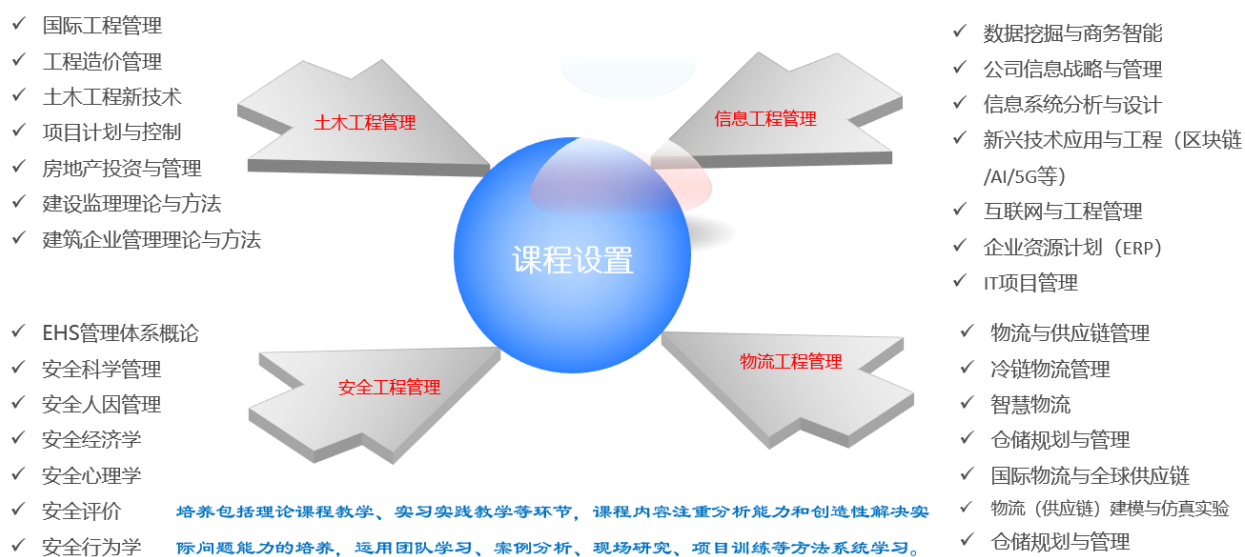 国际工程管理
工程造价管理
土木工程新技术
项目计划与控制
房地产投资与管理
建设监理理论与方法
建筑企业管理理论与方法
土木工程管理
信息工程管理
数据挖掘与商务智能
公司信息战略与管理
信息系统分析与设计
新兴技术应用与工程（区块链
/AI/5G等）
互联网与工程管理
企业资源计划（ERP）
IT项目管理
课程设置
EHS管理体系概论
安全科学管理
安全人因管理
安全经济学
安全心理学
安全评价
安全行为学
安全工程管理
物流工程管理
物流与供应链管理
冷链物流管理
智慧物流
仓储规划与管理
国际物流与全球供应链
物流（供应链）建模与仿真实验
仓储规划与管理
培养包括理论课程教学、实习实践教学等环节，课程内容注重分析能力和创造性解决实
际问题能力的培养，运用团队学习、案例分析、现场研究、项目训练等方法系统学习。